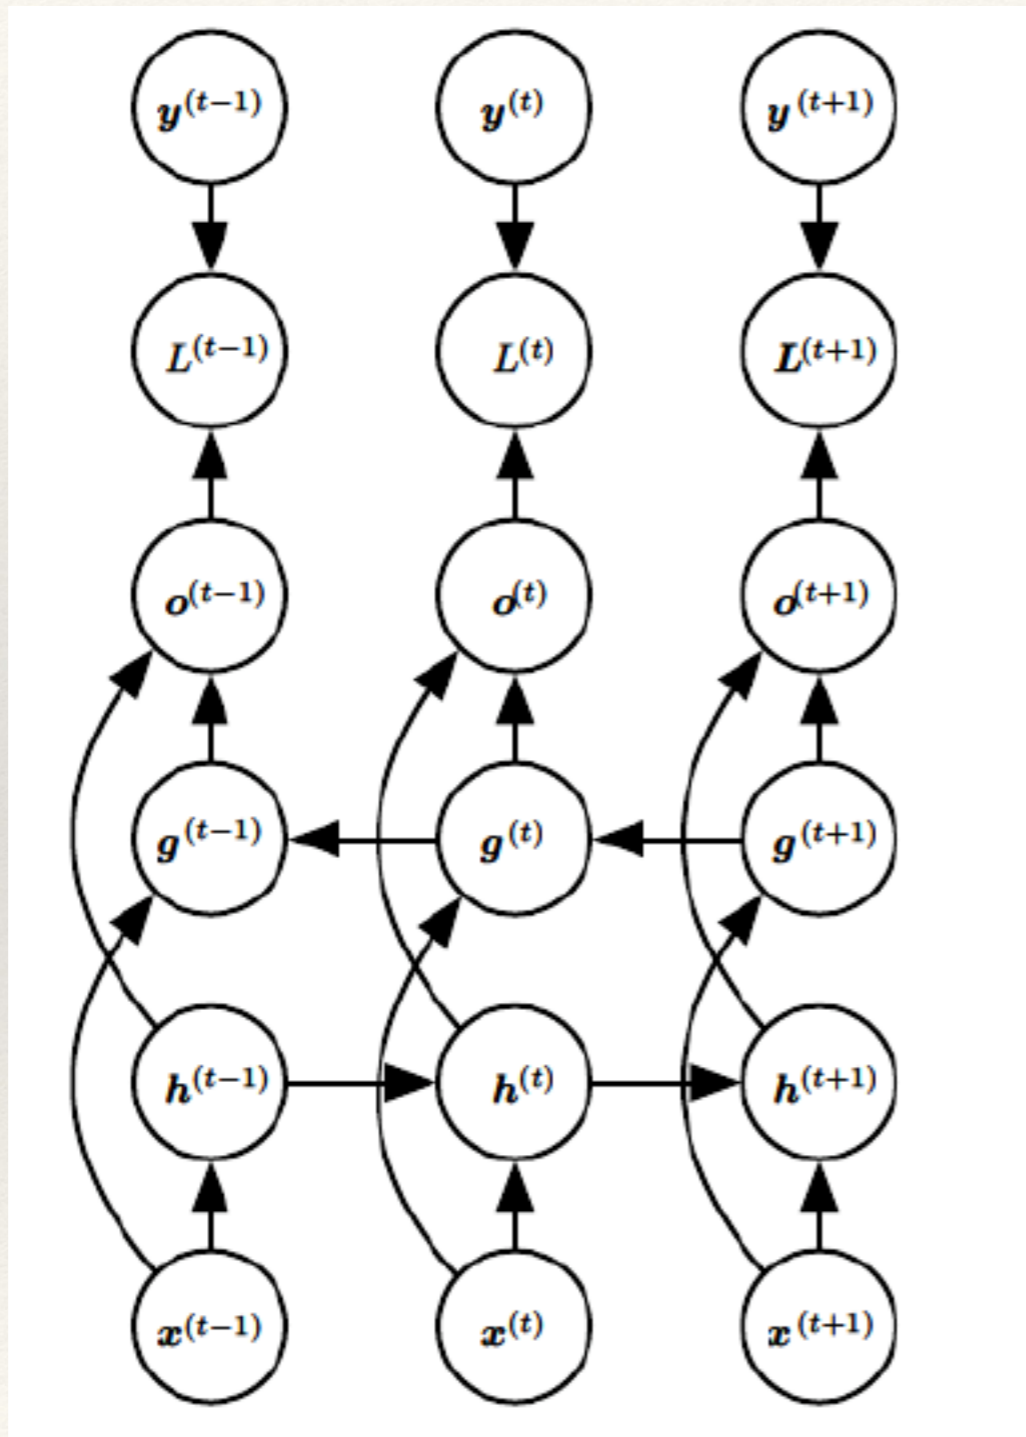 y^(t−1) y^(t) y^(t+1)
L^(t−1) L^(t) L^(t+1)
o^(t−1) o^(t) o^(t+1)
g^(t−1) g^(t) g^(t+1)
h^(t−1) h^(t) h^(t+1)
x^(t−1) x^(t) x^(t+1)